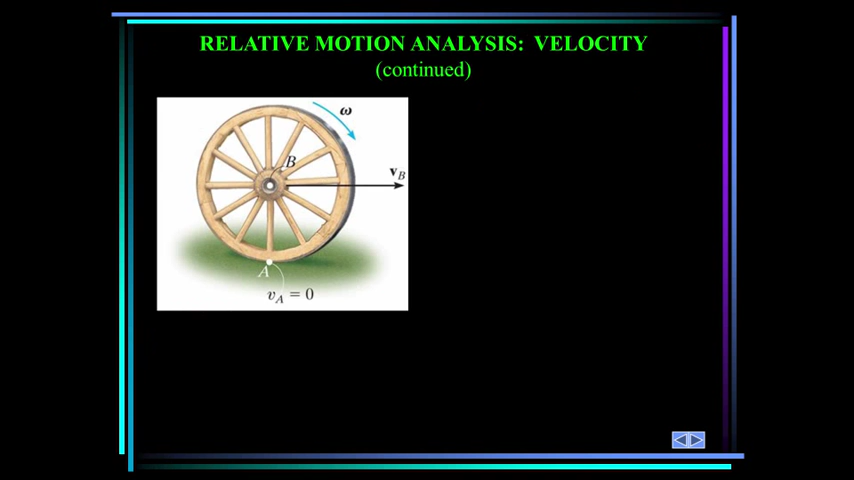 RELATIVE MOTION ANALYSIS: VELOCITY
(continued)
ω
B
v_B
A
v_A = 0